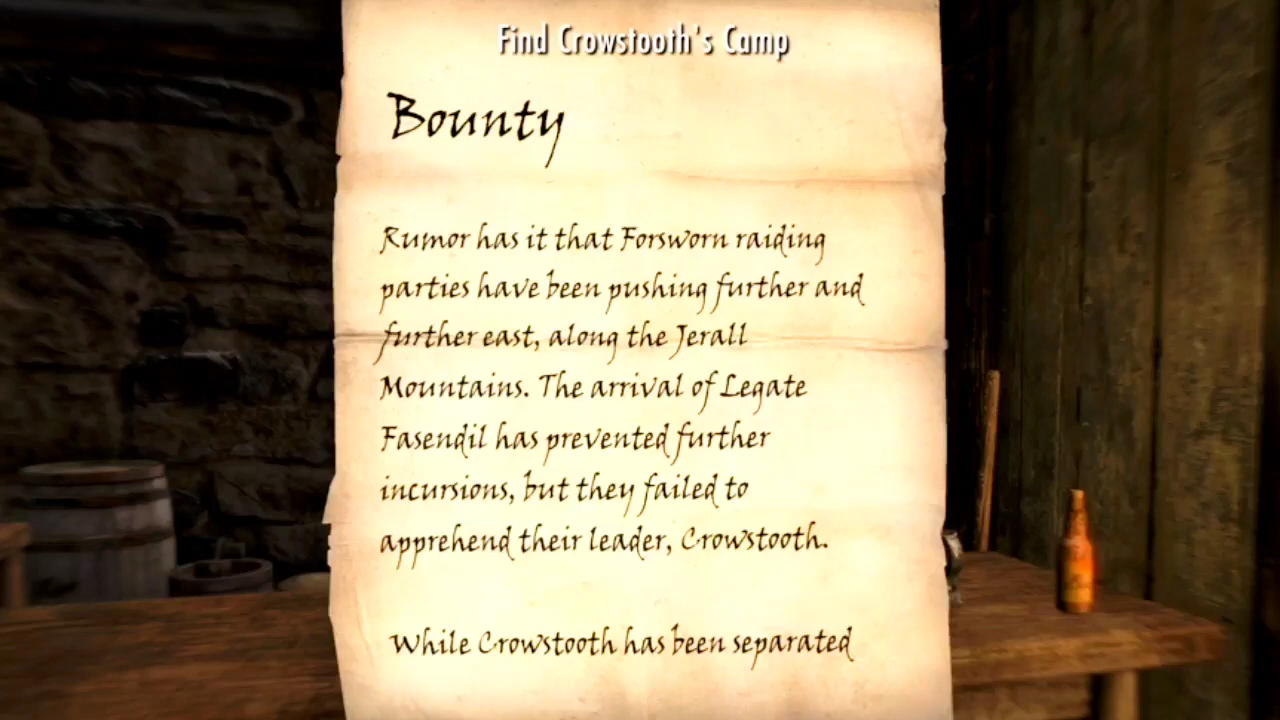 Find Crowstooth's Camp
Bounty
Rumor has it that Forsworn raiding
parties have been pushing further and
further east, along the Jerall
Mountains. The arrival of Legate
Fasendil has prevented further
incursions, but they failed to
apprehend their leader, Crowstooth.
While Crowstooth has been separated